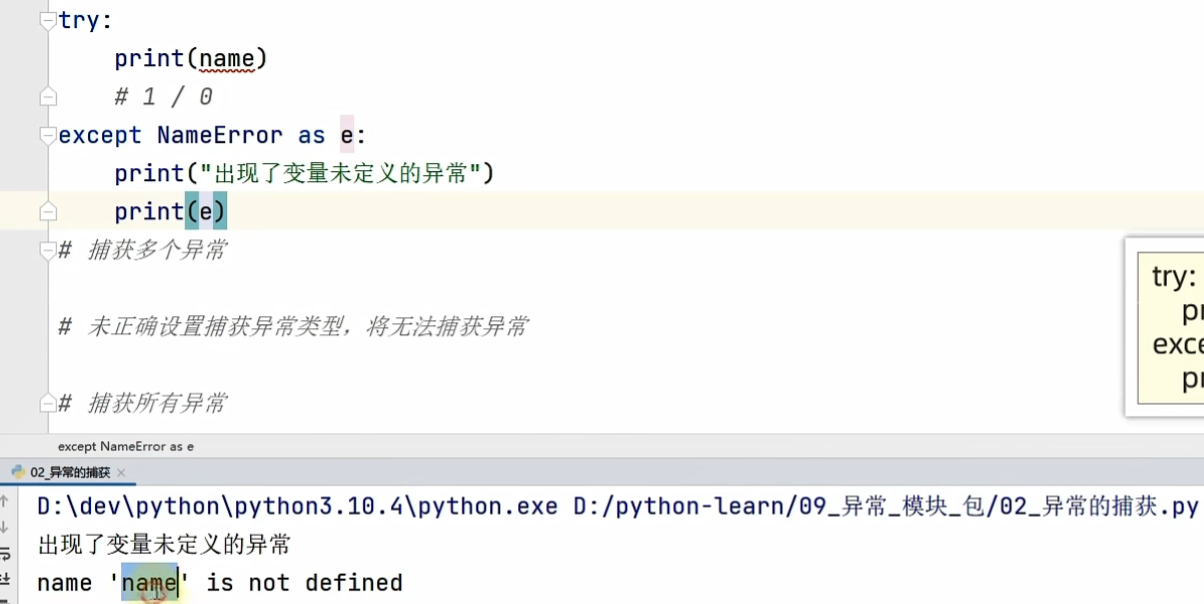 try:
print(name)
# 1 / 0
except NameError as e:
print("出现了变量未定义的异常")
print(e)
# 捕获多个异常
# 未正确设置捕获异常类型，将无法捕获异常
# 捕获所有异常
try:
pr
exce
pr
except NameError as e
02_异常的捕获
D:\dev\python\python3.10.4\python.exe D:/python-learn/09_异常_模块_包/02_异常的捕获.py
出现了变量未定义的异常
name 'name' is not defined